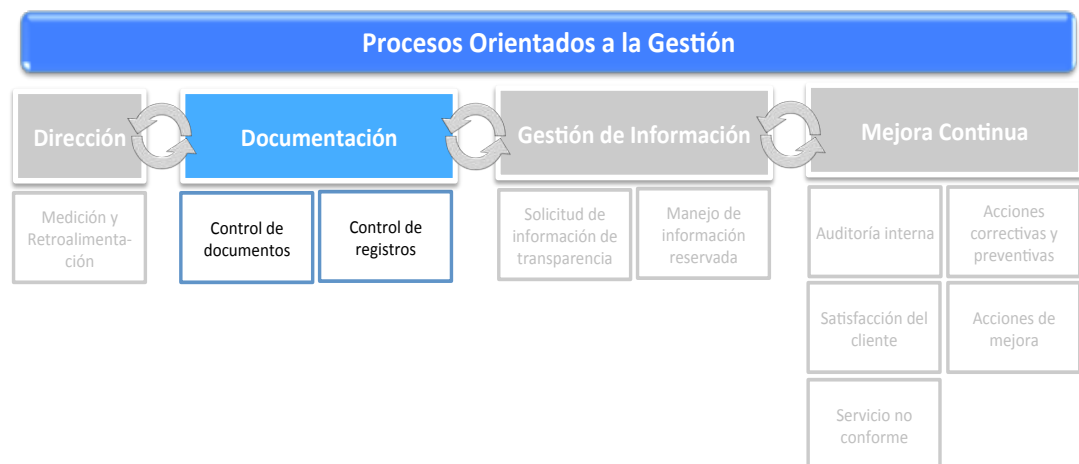 Procesos Orientados a la Gestión
Dirección
Documentación
Gestión de Información
Mejora Continua
Medición y
Retroalimenta-
ción
Control de
documentos
Control de
registros
Solicitud de
información de
transparencia
Manejo de
información
reservada
Auditoría interna
Acciones
correctivas y
preventivas
Satisfacción del
cliente
Acciones de
mejora
Servicio no
conforme